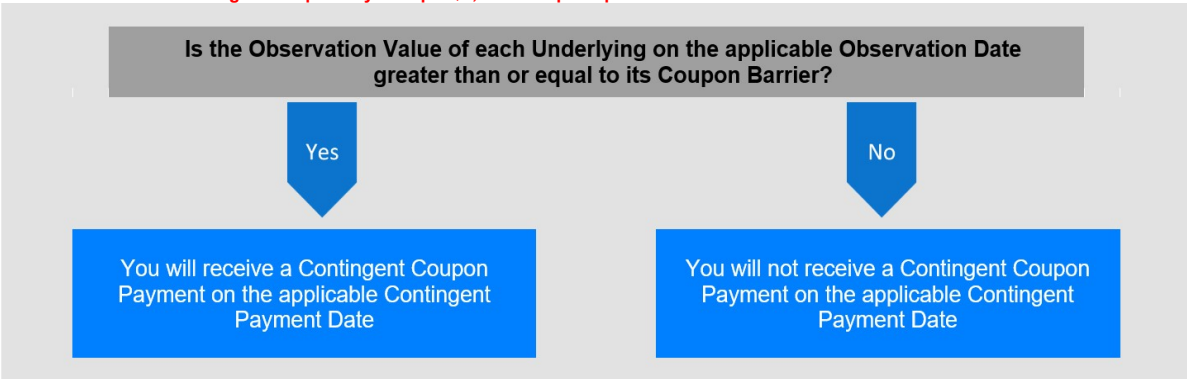 Is the Observation Value of each Underlying on the applicable Observation Date
greater than or equal to its Coupon Barrier?
Yes
No
You will receive a Contingent Coupon
Payment on the applicable Contingent
Payment Date
You will not receive a Contingent Coupon
Payment on the applicable Contingent
Payment Date